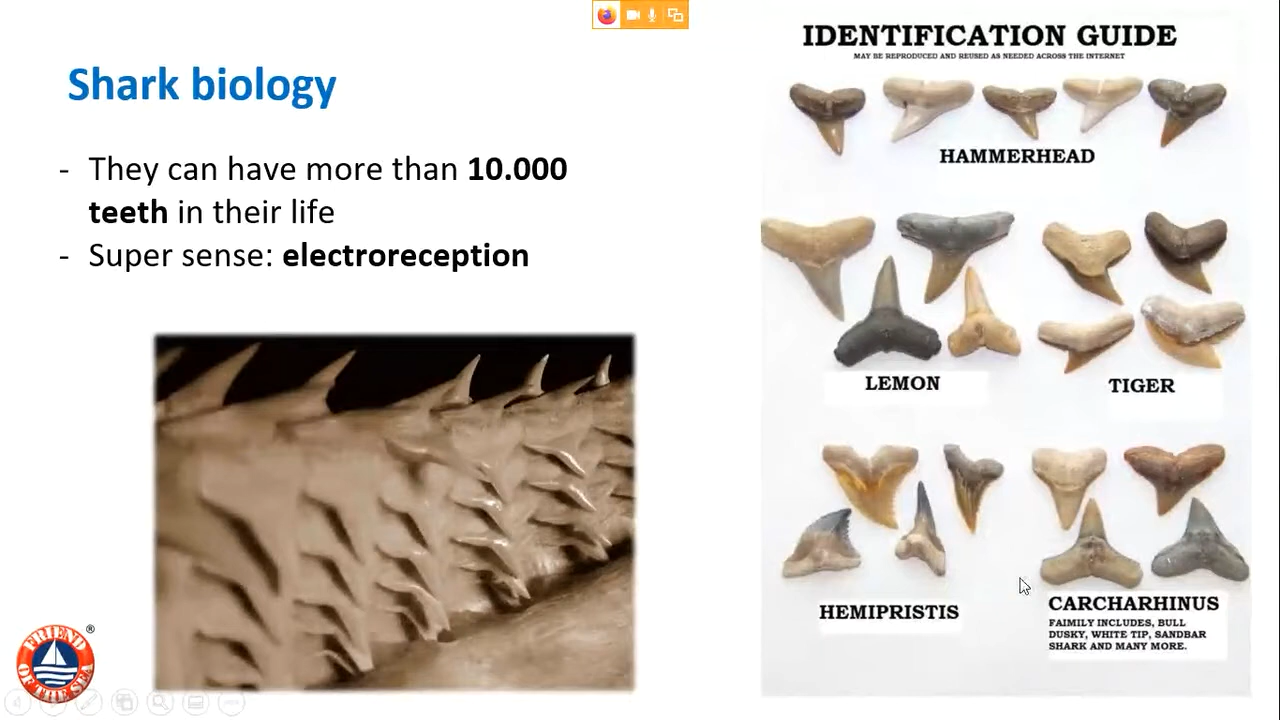 Shark biology
- They can have more than 10.000
teeth in their life
- Super sense: electroreception
IDENTIFICATION GUIDE
MAY BE REPRODUCED AND REUSED AS NEEDED ACROSS THE INTERNET
HAMMERHEAD
LEMON
TIGER
HEMIPRISTIS
CARCHARHINUS
FAIMILY INCLUDES, BULL
DUSKY, WHITE TIP, SANDBAR
SHARK AND MANY MORE.
FRIEND
OF THE SEA
®